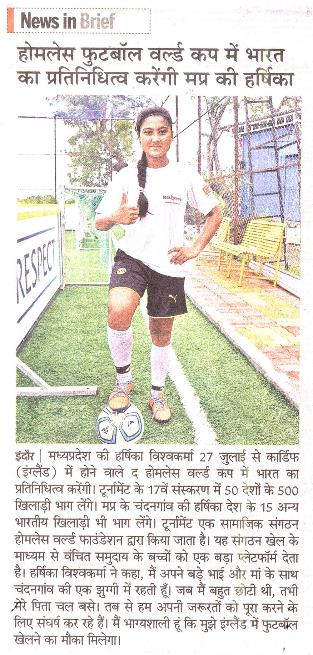 News in Brief
होमलेस फुटबॉल वर्ल्ड कप में भारत
का प्रतिनिधित्व करेंगी मप्र की हर्षिका
RESPECT
इंदौर | मध्यप्रदेश की हर्षिका विश्वकर्मा 27 जुलाई से कार्डिफ
(इंग्लैंड) में होने वाले द होमलेस वर्ल्ड कप में भारत का
प्रतिनिधित्व करेंगी। टूर्नामेंट के 17वें संस्करण में 50 देशों के 500
खिलाड़ी भाग लेंगे। मप्र के चंदनगांव की हर्षिका देश के 15 अन्य
भारतीय खिलाड़ी भी भाग लेंगे। टूर्नामेंट एक सामाजिक संगठन
होमलेस वर्ल्ड फाउंडेशन द्वारा किया जाता है। यह संगठन खेल के
माध्यम से वंचित समुदाय के बच्चों को एक बड़ा प्लेटफॉर्म देता
है। हर्षिका विश्वकर्मा ने कहा, मैं अपने बड़े भाई और मां के साथ
चंदनगांव की एक झुग्गी में रहती हूँ। जब मैं बहुत छोटी थी, तभी
मेरे पिता चल बसे। तब से हम अपनी जरूरतों को पूरा करने के
लिए संघर्ष कर रहे हैं। मैं भाग्यशाली हूं कि मुझे इंग्लैंड में फुटबॉल
खेलने का मौका मिलेगा।